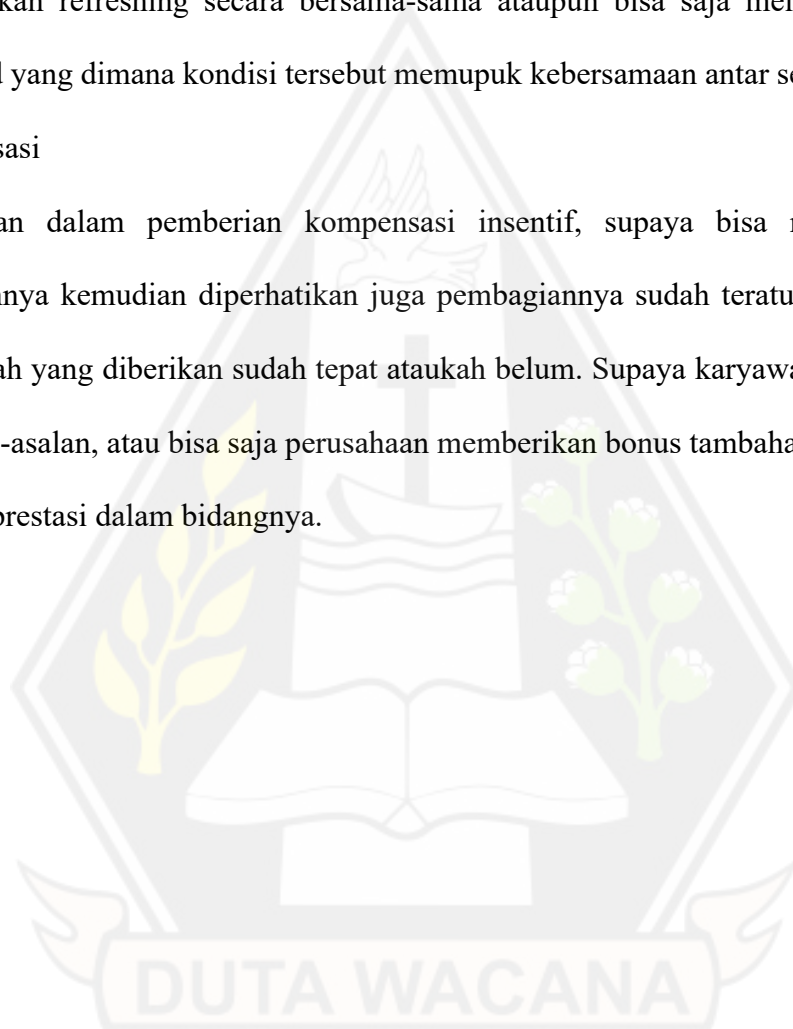 kan refreshing secara bersama-sama ataupun bisa saja
yang dimana kondisi tersebut memupuk kebersamaan antar
sasi
an dalam pemberian kompensasi insentif, supaya bisa
nya kemudian diperhatikan juga pembagiannya sudah teratu
ah yang diberikan sudah tepat ataukah belum. Supaya karyawa
-asalan, atau bisa saja perusahaan memberikan bonus tambaha
prestasi dalam bidangnya.
DUTA WACANA